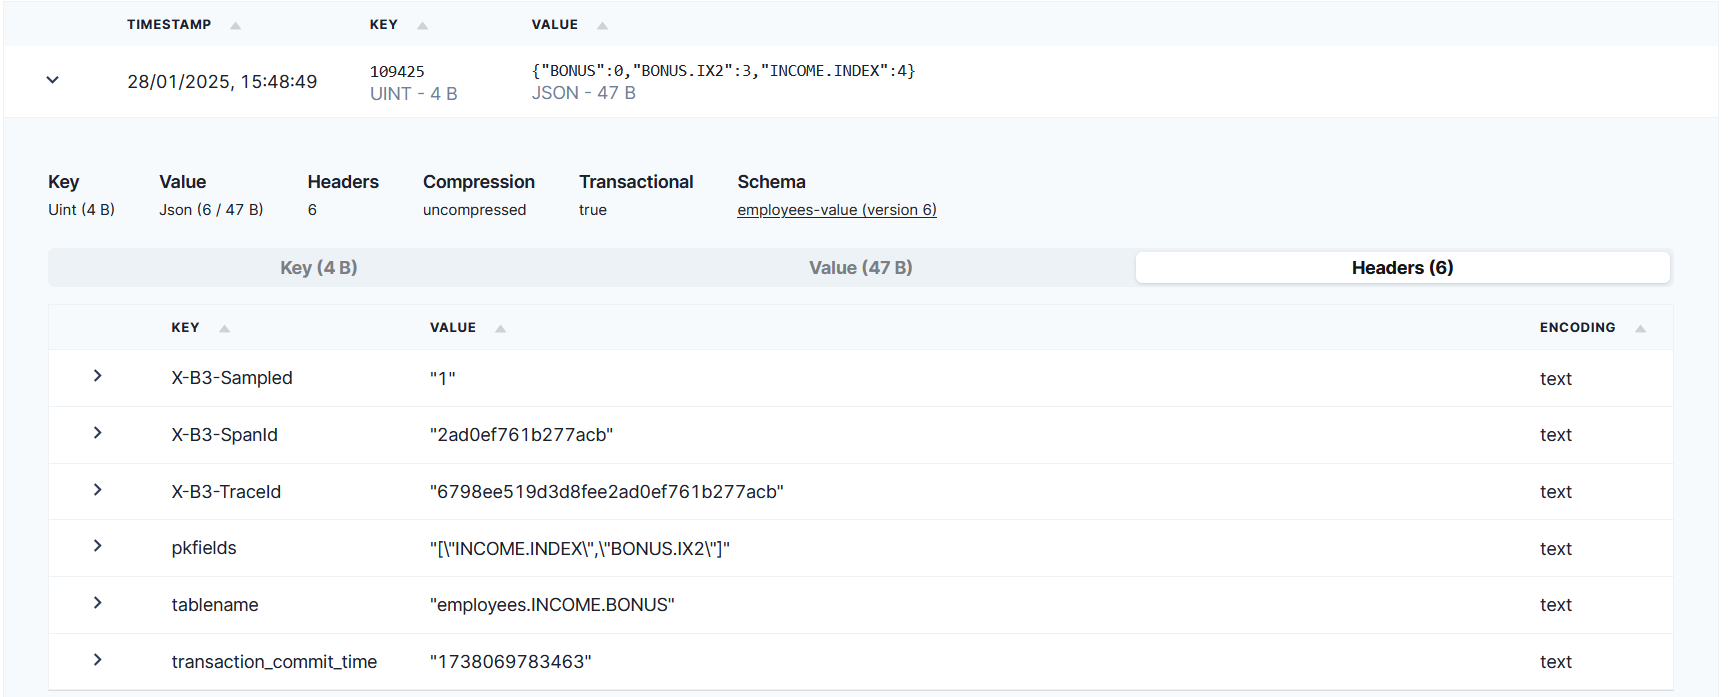 TIMESTAMP KEY VALUE
28/01/2025, 15:48:49 109425 {"BONUS":0,"BONUS.IX2":3,"INCOME.INDEX":4}
UINT - 4 B JSON - 47 B
Key Value Headers Compression Transactional Schema
Uint (4 B) Json (6 / 47 B) 6 uncompressed true employees-value (version 6)
Key (4 B) Value (47 B) Headers (6)
KEY VALUE ENCODING
X-B3-Sampled "1" text
X-B3-SpanId "2ad0ef761b277acb" text
X-B3-TraceId "6798ee519d3d8fee2ad0ef761b277acb" text
pkfields "[\"INCOME.INDEX\",\"BONUS.IX2\"]" text
tablename "employees.INCOME.BONUS" text
transaction_commit_time "1738069783463" text